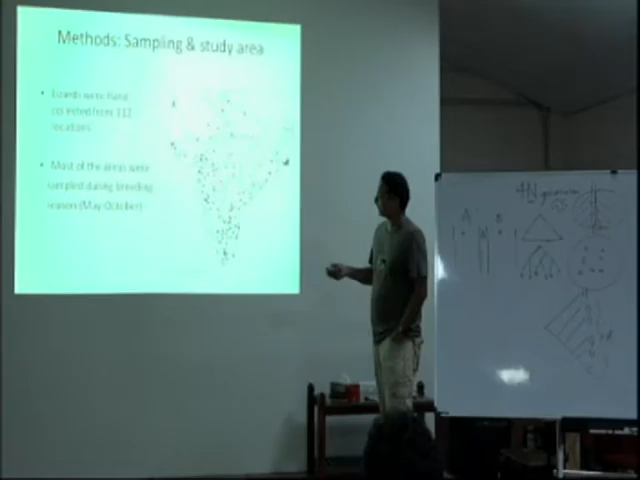 Methods: Sampling & study area
• Lizards were hand
collected from 112
locations
• Most of the areas were
sampled during breeding
season (May-October)
A
B
4N